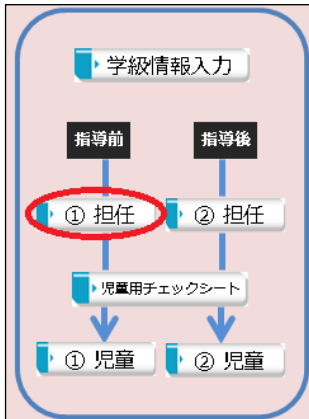 学級情報入力
指導前 指導後
① 担任 ② 担任
児童用チェックシート
① 児童 ② 児童